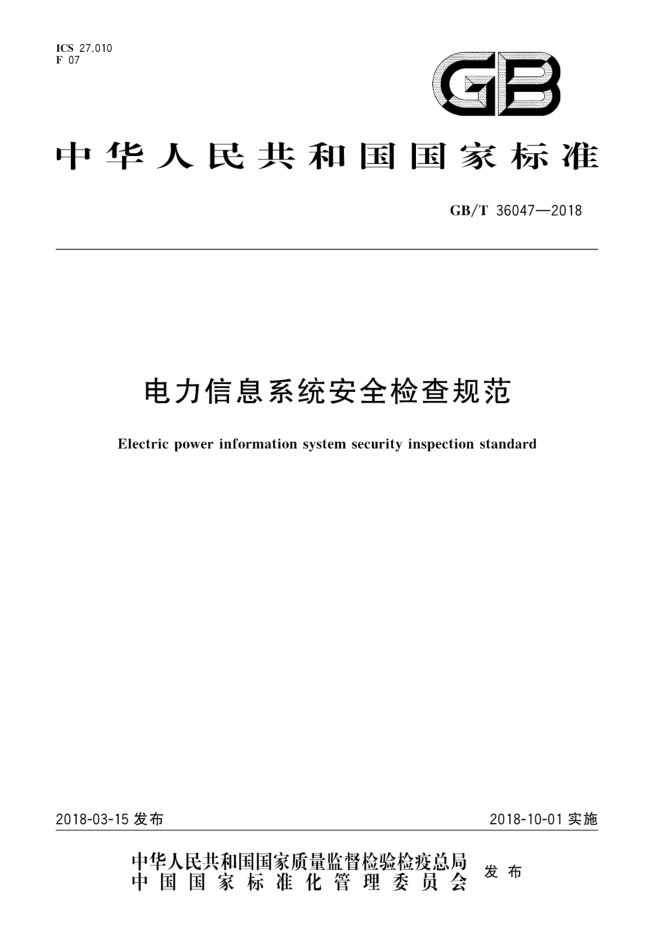 ICS 27.010
F 07
GB
中华人民共和国国家标准
GB/T 36047—2018
电力信息系统安全检查规范
Electric power information system security inspection standard
2018-03-15 发布
2018-10-01 实施
中华人民共和国国家质量监督检验检疫总局
中国国家标准化管理委员会
发布